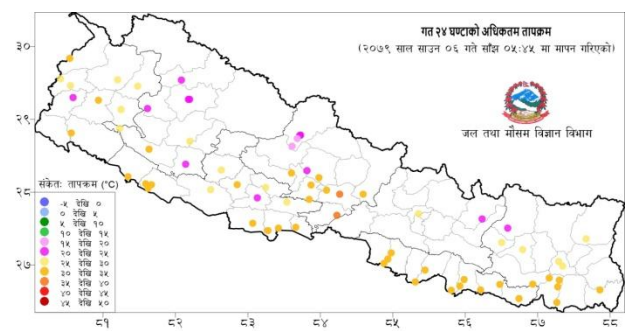 गत २४ घण्टाको अधिकतम तापक्रम
(२०७९ साल साउन ०६ गते साँझ ०५:४५ मा मापन गरिएको)
जल तथा मौसम विज्ञान विभाग
३०
२९
२८
२७
संकेतः तापक्रम (°C)
-५ देखि ०
० देखि ५
५ देखि १०
१० देखि १५
१५ देखि २०
२० देखि २५
२५ देखि ३०
३० देखि ३५
३५ देखि ४०
४० देखि ४५
४५ देखि ५०
८१ ८२ ८३ ८४ ८५ ८६ ८७ ८८